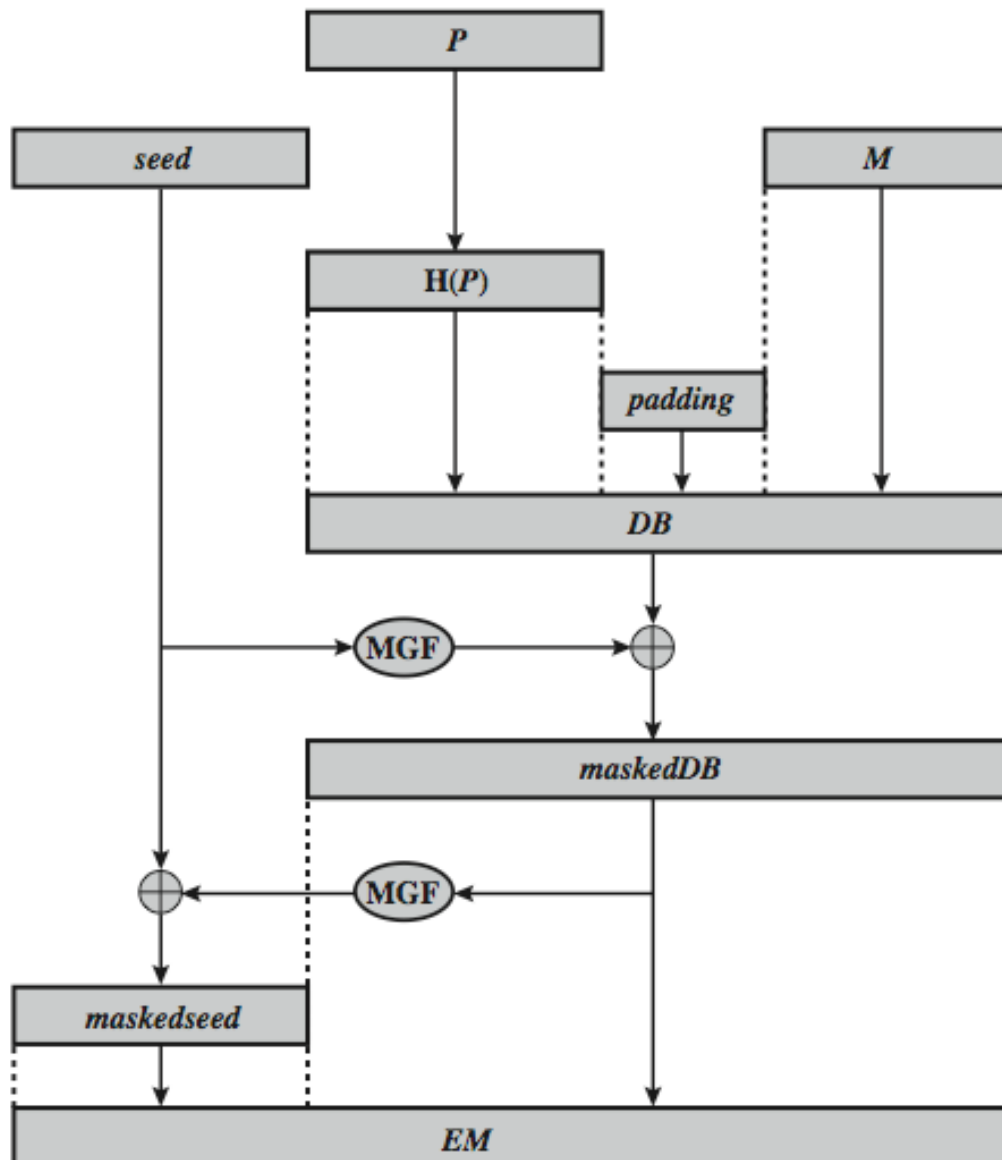 P
seed
M
H(P)
padding
DB
MGF
maskedDB
MGF
maskedseed
EM